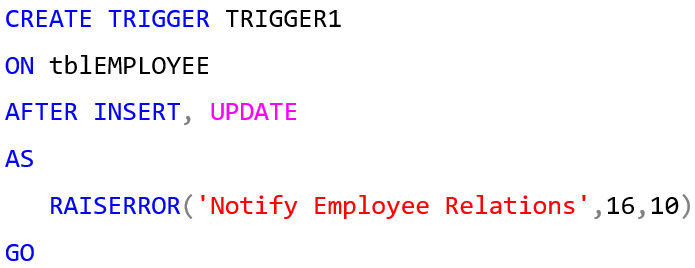 CREATE TRIGGER TRIGGER1
ON tblEMPLOYEE
AFTER INSERT, UPDATE
AS
RAISERROR('Notify Employee Relations',16,10)
GO